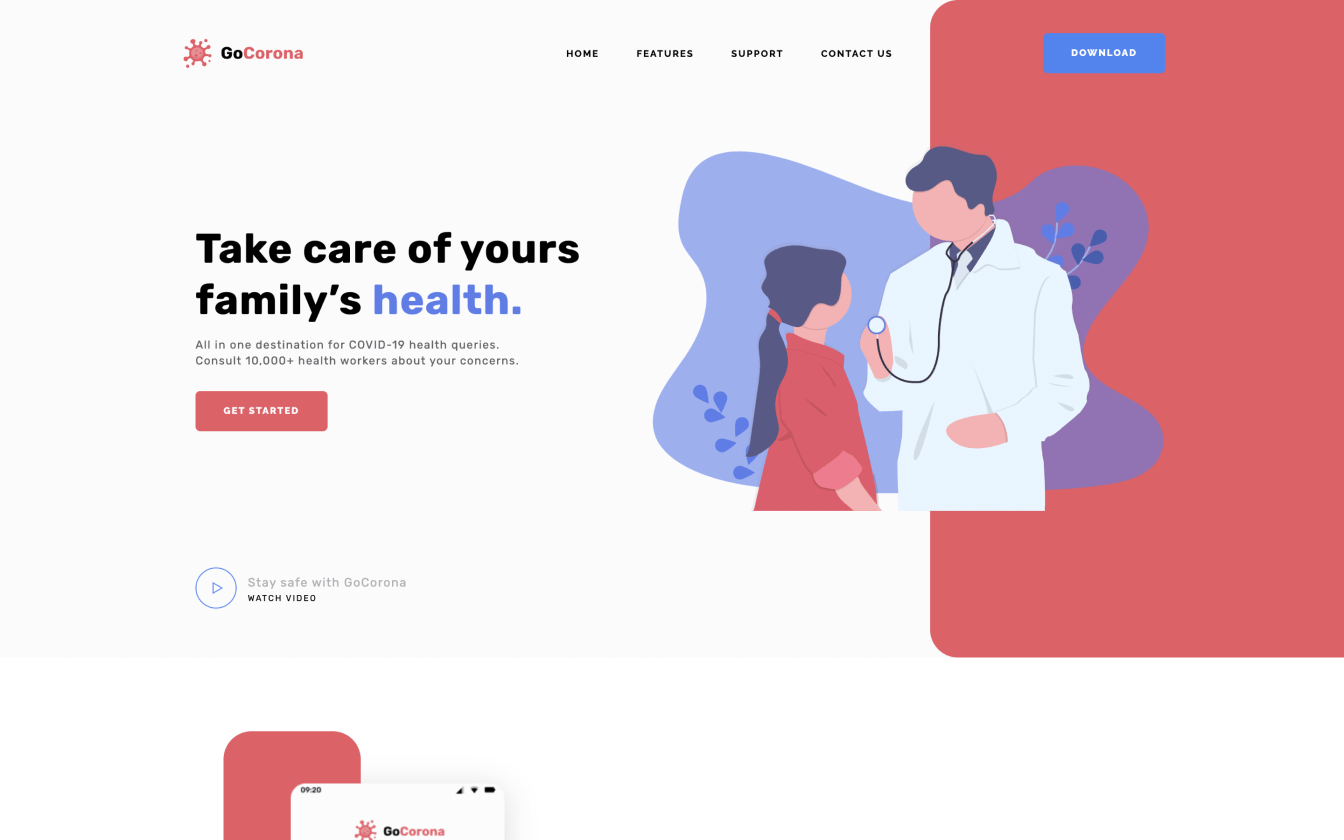 GoCorona
HOME
FEATURES
SUPPORT
CONTACT US
DOWNLOAD
Take care of yours
family’s health.
All in one destination for COVID-19 health queries.
Consult 10,000+ health workers about your concerns.
GET STARTED
Stay safe with GoCorona
WATCH VIDEO
09:20
GoCorona